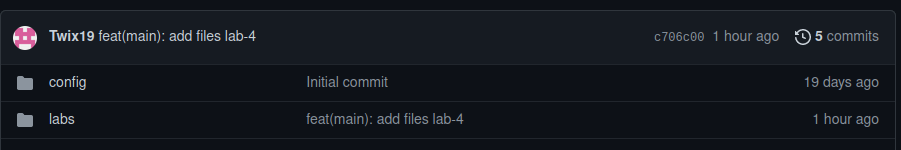 Twix19 feat(main): add files lab-4 c706c00 1 hour ago 5 commits
config Initial commit 19 days ago
labs feat(main): add files lab-4 1 hour ago